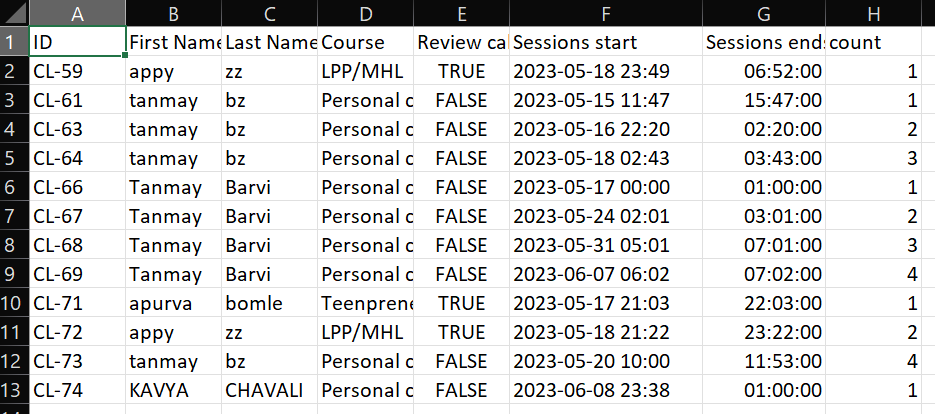 A B C D E F G H
1 ID First Name Last Name Course Review cal Sessions start Sessions ends count
2 CL-59 appy zz LPP/MHL TRUE 2023-05-18 23:49 06:52:00 1
3 CL-61 tanmay bz Personal c FALSE 2023-05-15 11:47 15:47:00 1
4 CL-63 tanmay bz Personal c FALSE 2023-05-16 22:20 02:20:00 2
5 CL-64 tanmay bz Personal c FALSE 2023-05-18 02:43 03:43:00 3
6 CL-66 Tanmay Barvi Personal c FALSE 2023-05-17 00:00 01:00:00 1
7 CL-67 Tanmay Barvi Personal c FALSE 2023-05-24 02:01 03:01:00 2
8 CL-68 Tanmay Barvi Personal c FALSE 2023-05-31 05:01 07:01:00 3
9 CL-69 Tanmay Barvi Personal c FALSE 2023-06-07 06:02 07:02:00 4
10 CL-71 apurva bomle Teenprene TRUE 2023-05-17 21:03 22:03:00 1
11 CL-72 appy zz LPP/MHL TRUE 2023-05-18 21:22 23:22:00 2
12 CL-73 tanmay bz Personal c FALSE 2023-05-20 10:00 11:53:00 4
13 CL-74 KAVYA CHAVALI Personal c FALSE 2023-06-08 23:38 01:00:00 1